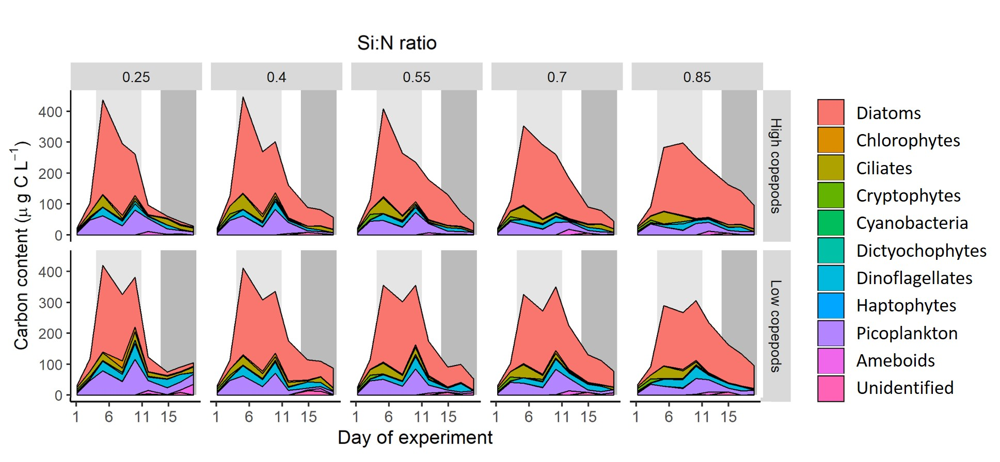 Si:N ratio
0.25 0.4 0.55 0.7 0.85
Carbon content (μ g C L⁻¹)
400
300
200
100
0
High copepods
400
300
200
100
0
Low copepods
1 6 11 15 1 6 11 15 1 6 11 15 1 6 11 15 1 6 11 15
Day of experiment
Diatoms
Chlorophytes
Ciliates
Cryptophytes
Cyanobacteria
Dictyochophytes
Dinoflagellates
Haptophytes
Picoplankton
Ameboids
Unidentified